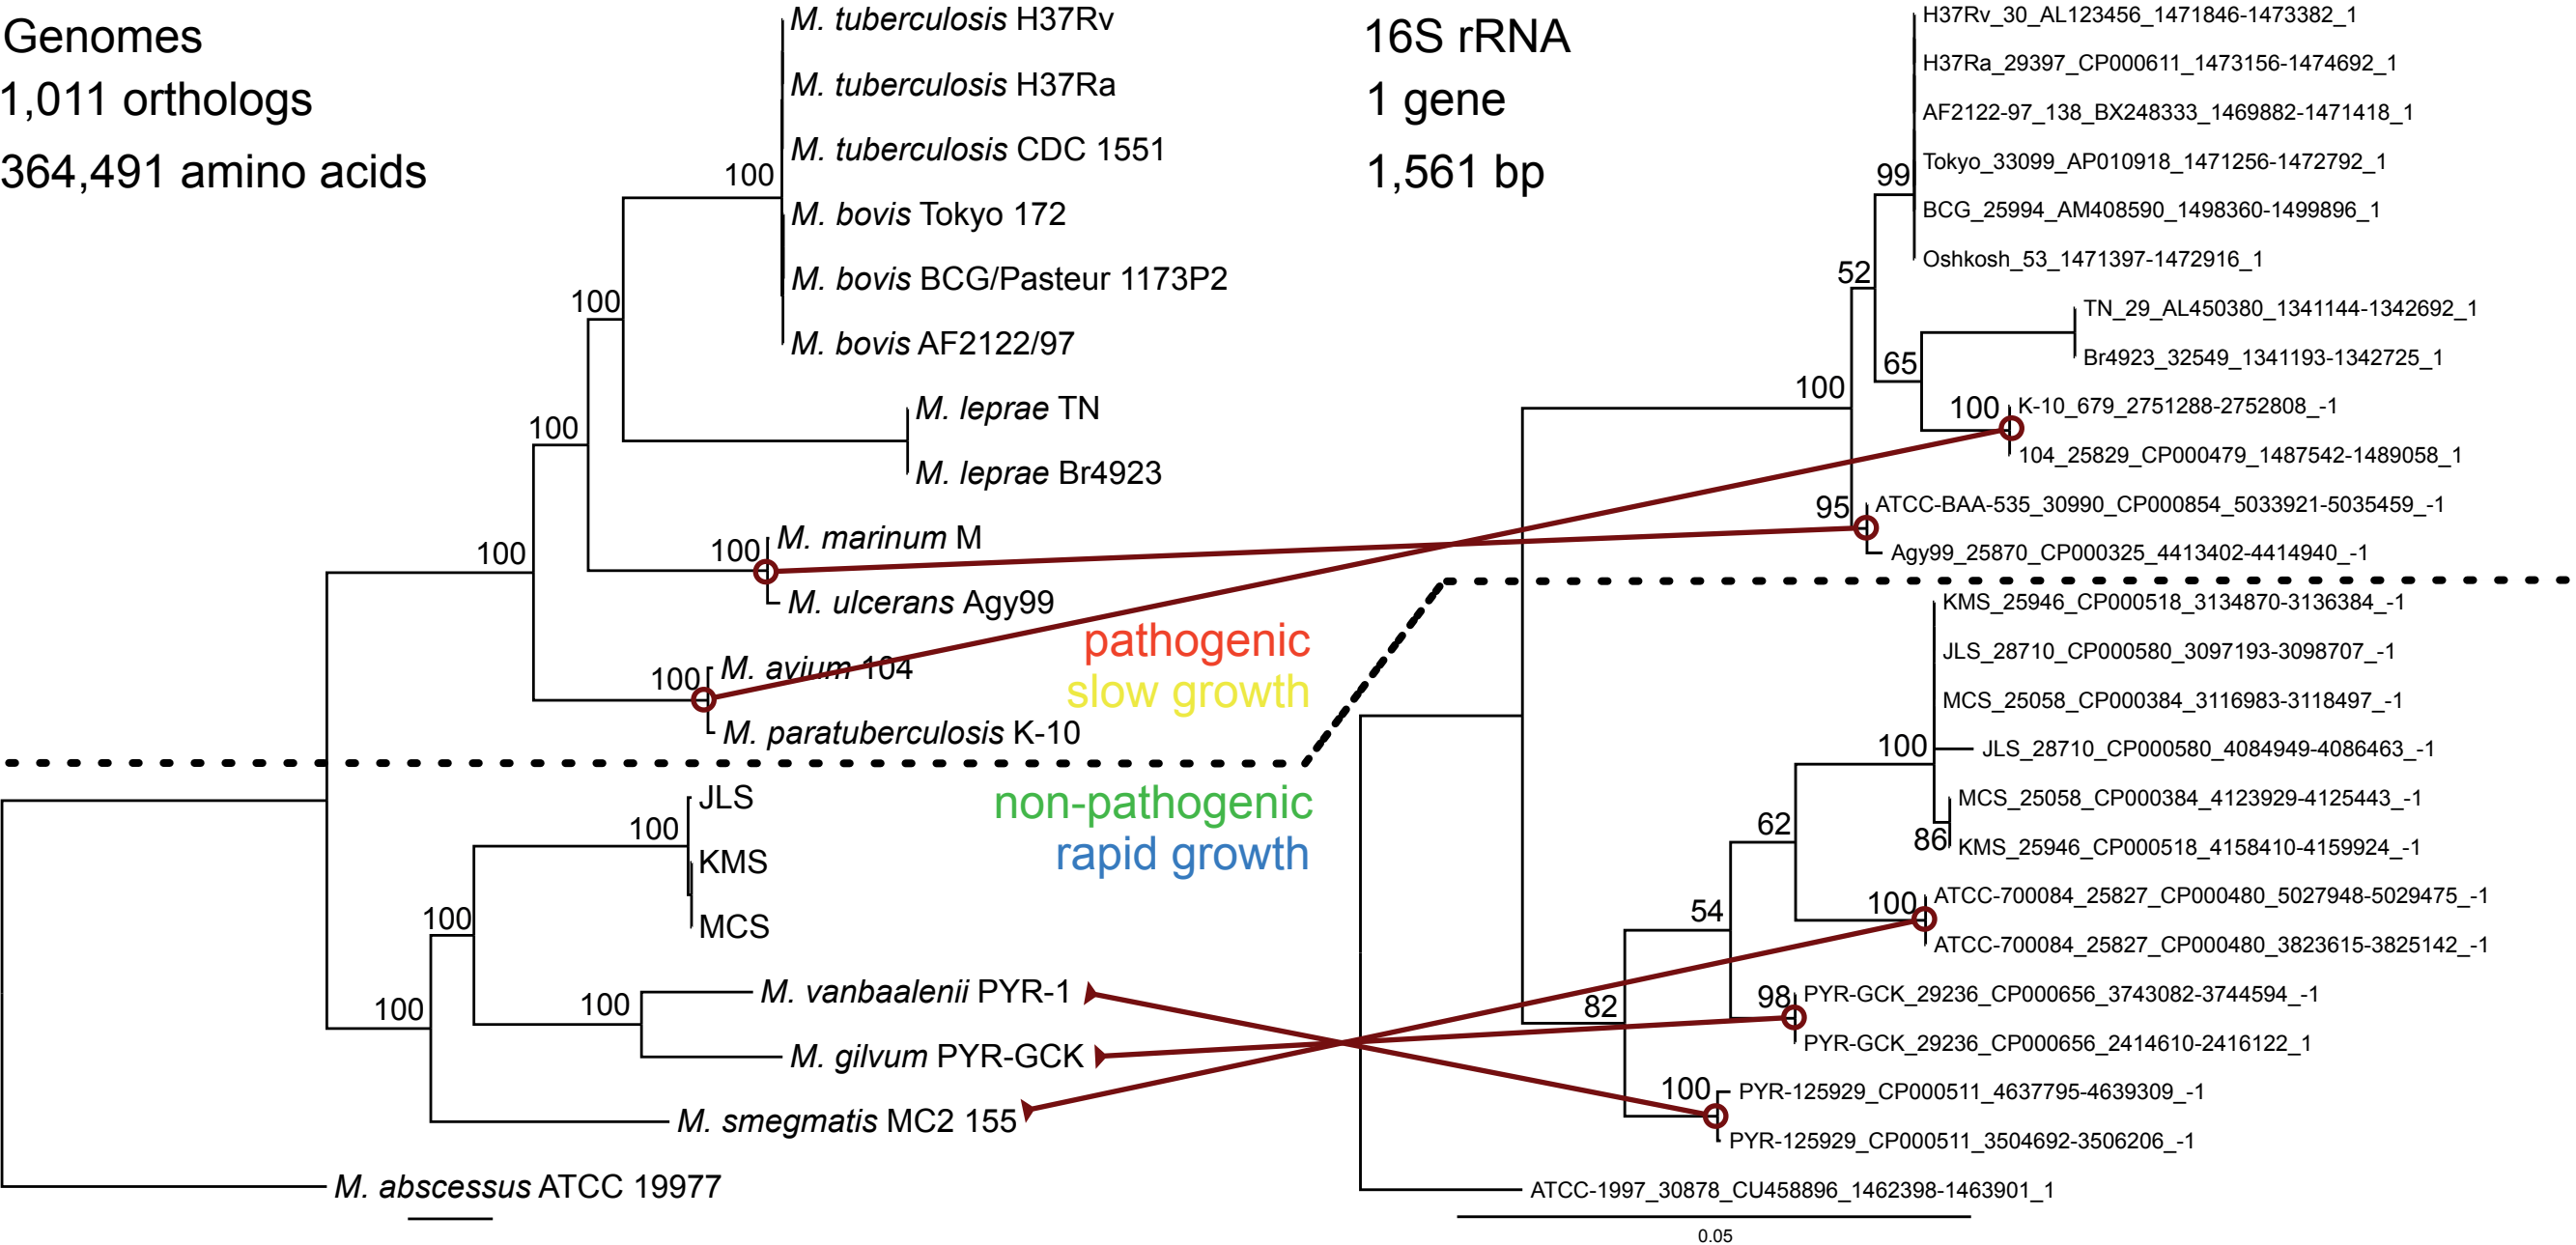 Genomes
1,011 orthologs
364,491 amino acids
M. tuberculosis H37Rv
M. tuberculosis H37Ra
M. tuberculosis CDC 1551
100
M. bovis Tokyo 172
M. bovis BCG/Pasteur 1173P2
100
M. bovis AF2122/97
M. leprae TN
100
M. leprae Br4923
M. marinum M
100
100
M. ulcerans Agy99
M. avium 104
100
M. paratuberculosis K-10
pathogenic
slow growth
non-pathogenic
rapid growth
JLS
100
KMS
MCS
100
M. vanbaalenii PYR-1
100
100
M. gilvum PYR-GCK
M. smegmatis MC2 155
M. abscessus ATCC 19977
16S rRNA
1 gene
1,561 bp
H37Rv_30_AL123456_1471846-1473382_1
H37Ra_29397_CP000611_1473156-1474692_1
AF2122-97_138_BX248333_1469882-1471418_1
Tokyo_33099_AP010918_1471256-1472792_1
99
BCG_25994_AM408590_1498360-1499896_1
Oshkosh_53_1471397-1472916_1
52
TN_29_AL450380_1341144-1342692_1
Br4923_32549_1341193-1342725_1
65
100
100
K-10_679_2751288-2752808_-1
104_25829_CP000479_1487542-1489058_1
95
ATCC-BAA-535_30990_CP000854_5033921-5035459_-1
Agy99_25870_CP000325_4413402-4414940_-1
KMS_25946_CP000518_3134870-3136384_-1
JLS_28710_CP000580_3097193-3098707_-1
MCS_25058_CP000384_3116983-3118497_-1
100
JLS_28710_CP000580_4084949-4086463_-1
MCS_25058_CP000384_4123929-4125443_-1
62
86
KMS_25946_CP000518_4158410-4159924_-1
100
ATCC-700084_25827_CP000480_5027948-5029475_-1
54
ATCC-700084_25827_CP000480_3823615-3825142_-1
98
PYR-GCK_29236_CP000656_3743082-3744594_-1
82
PYR-GCK_29236_CP000656_2414610-2416122_1
100
PYR-125929_CP000511_4637795-4639309_-1
PYR-125929_CP000511_3504692-3506206_-1
ATCC-1997_30878_CU458896_1462398-1463901_1
0.05